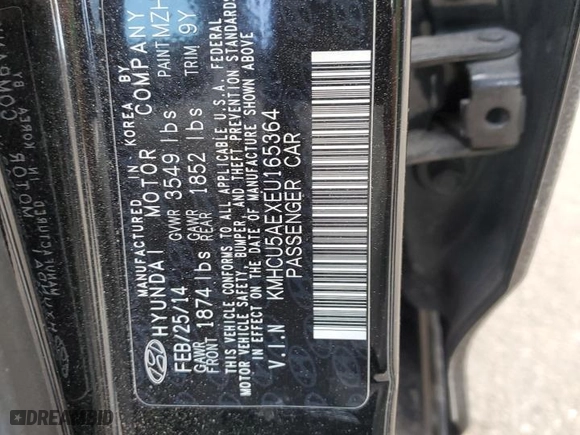 MANUFACTURED IN KOREA BY
HYUNDAI MOTOR COMPANY
FEB/25/14 GVWR 3549 lbs PAINT MZH
GAWR FRONT 1874 lbs GAWR REAR 1852 lbs TRIM 9Y
THIS VEHICLE CONFORMS TO ALL APPLICABLE U.S.A. FEDERAL
MOTOR VEHICLE SAFETY, BUMPER, AND THEFT PREVENTION STANDARDS
IN EFFECT ON THE DATE OF MANUFACTURE SHOWN ABOVE
V.I.N KMHCU5AEXEU165364
PASSENGER CAR
DREAMBID